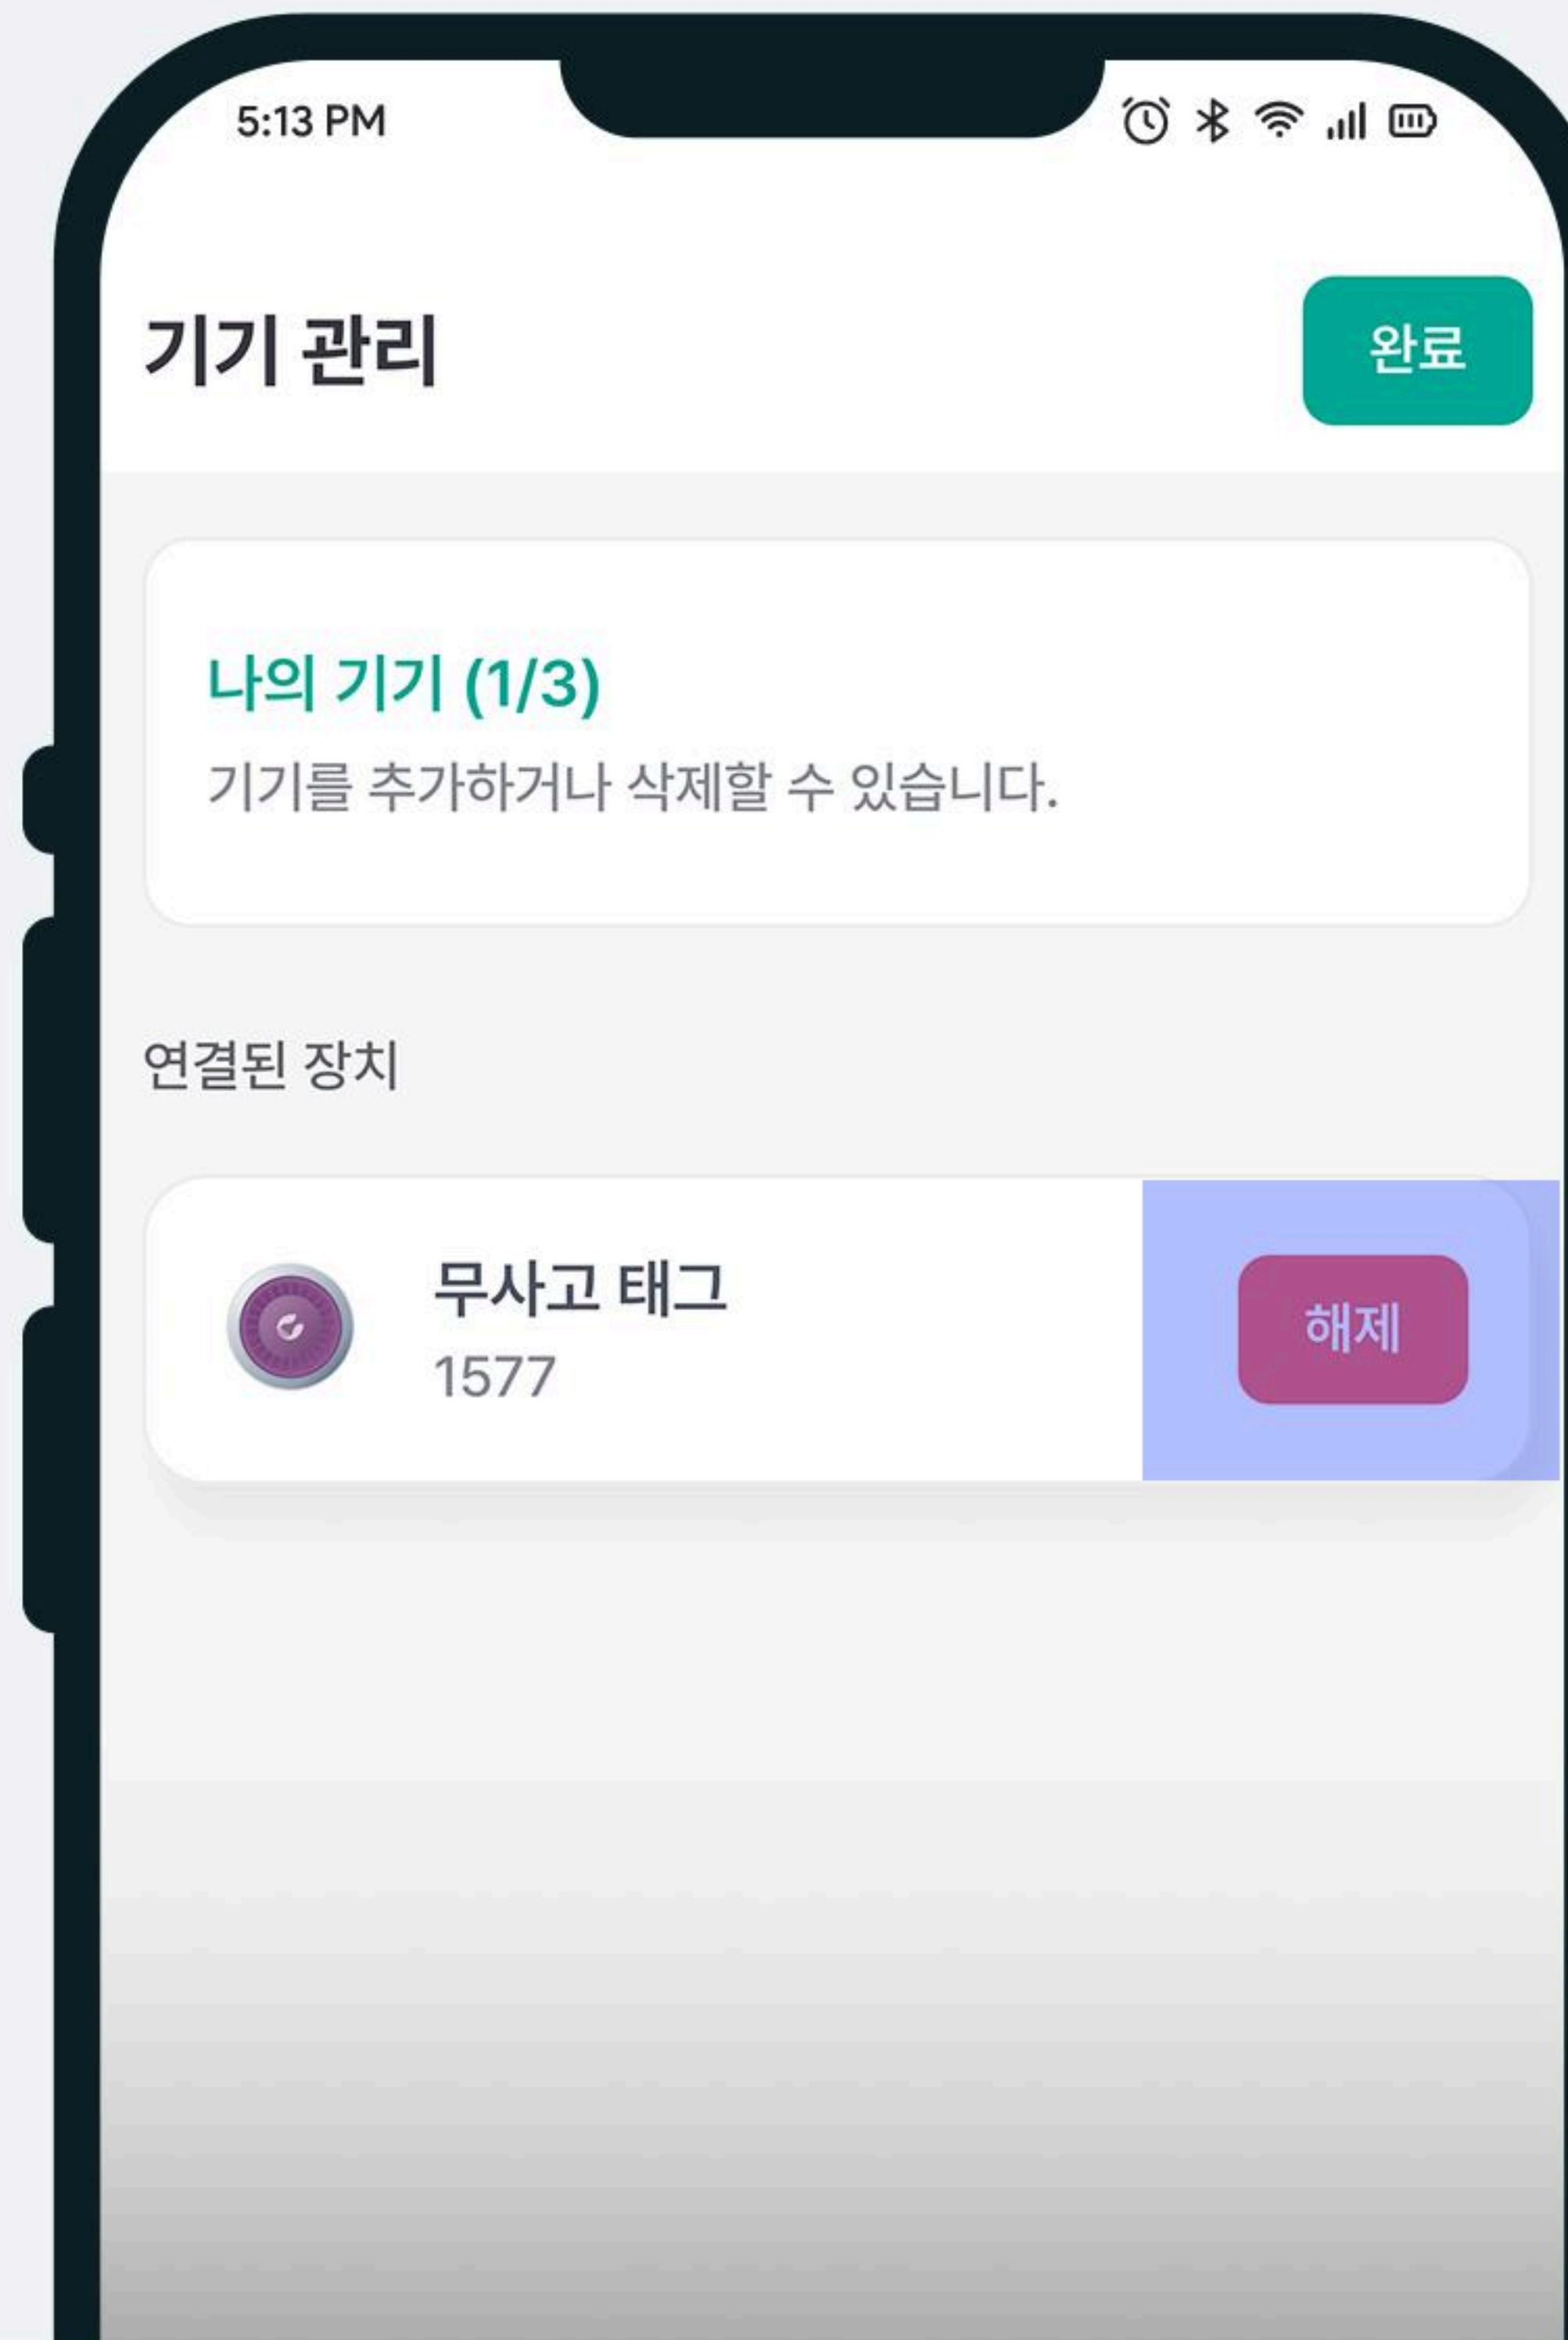 5:13 PM
기기 관리
완료
나의 기기 (1/3)
기기를 추가하거나 삭제할 수 있습니다.
연결된 장치
무사고 태그
1577
해제